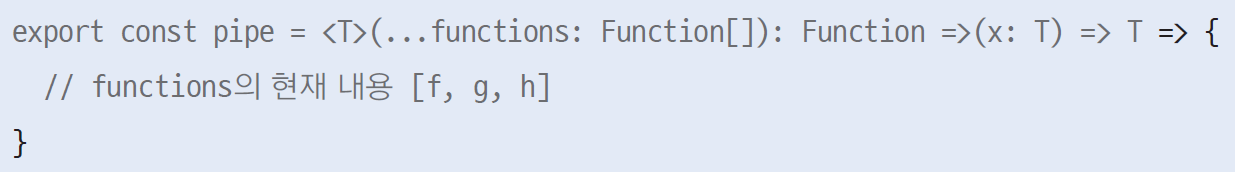 export const pipe = <T>(...functions: Function[]): Function =>(x: T) => T => {
// functions의 현재 내용 [f, g, h]
}